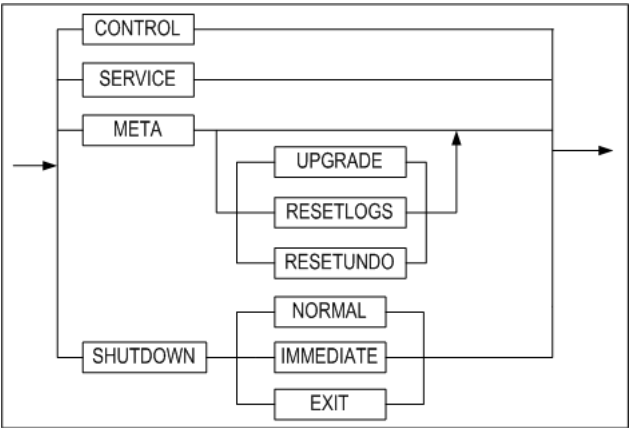 CONTROL
SERVICE
META
UPGRADE
RESETLOGS
RESETUNDO
NORMAL
SHUTDOWN
IMMEDIATE
EXIT